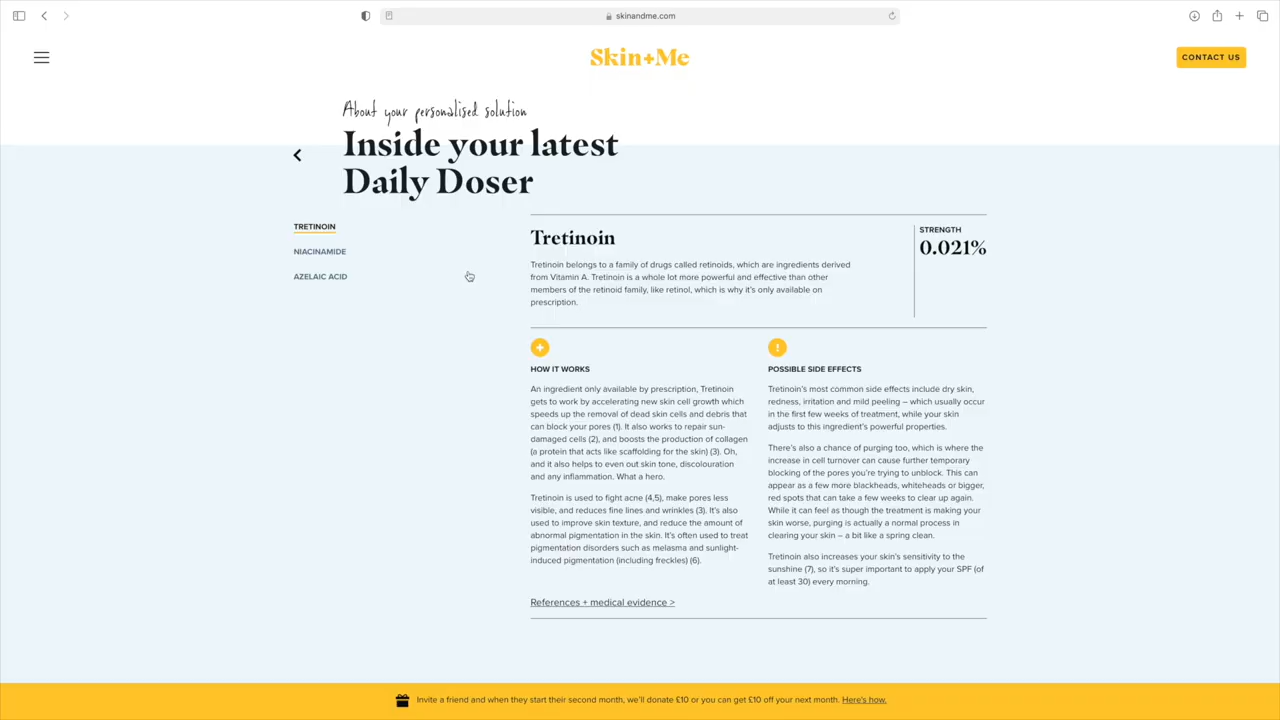 skinandme.com
Skin+Me
CONTACT US
About your personalised solution
Inside your latest
Daily Doser
TRETINOIN
NIACINAMIDE
AZELAIC ACID
Tretinoin
Tretinoin belongs to a family of drugs called retinoids, which are ingredients derived
from Vitamin A. Tretinoin is a whole lot more powerful and effective than other
members of the retinoid family, like retinol, which is why it's only available on
prescription.
STRENGTH
0.021%
HOW IT WORKS
An ingredient only available by prescription, Tretinoin
gets to work by accelerating new skin cell growth which
speeds up the removal of dead skin cells and debris that
can block your pores (1). It also works to repair sun-
damaged cells (2), and boosts the production of collagen
(a protein that acts like scaffolding for the skin) (3). Oh,
and it also helps to even out skin tone, discolouration
and any inflammation. What a hero.
Tretinoin is used to fight acne (4,5), make pores less
visible, and reduces fine lines and wrinkles (3). It's also
used to improve skin texture, and reduce the amount of
abnormal pigmentation in the skin. It's often used to treat
pigmentation disorders such as melasma and sunlight-
induced pigmentation (including freckles) (6).
POSSIBLE SIDE EFFECTS
Tretinoin's most common side effects include dry skin,
redness, irritation and mild peeling – which usually occur
in the first few weeks of treatment, while your skin
adjusts to this ingredient's powerful properties.
There's also a chance of purging too, which is where the
increase in cell turnover can cause further temporary
blocking of the pores you're trying to unblock. This can
appear as a few more blackheads, whiteheads or bigger,
red spots that can take a few weeks to clear up again.
While it can feel as though the treatment is making your
skin worse, purging is actually a normal process in
clearing your skin – a bit like a spring clean.
Tretinoin also increases your skin's sensitivity to the
sunshine (7), so it's super important to apply your SPF (of
at least 30) every morning.
References + medical evidence >
Invite a friend and when they start their second month, we'll donate £10 or you can get £10 off your next month. Here's how.